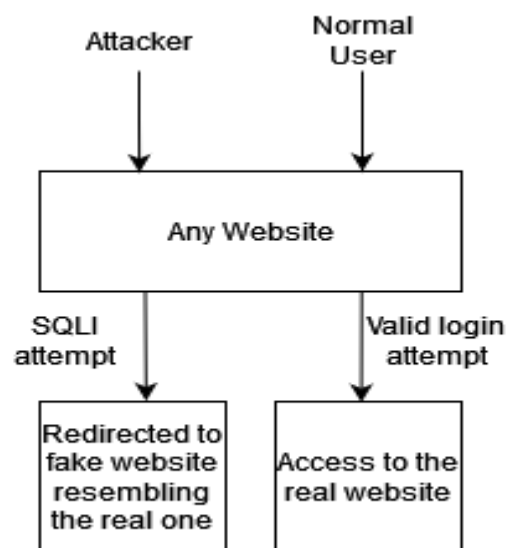 Attacker
Normal
User
Any Website
SQLI
attempt
Valid login
attempt
Redirected to
fake website
resembling
the real one
Access to the
real website